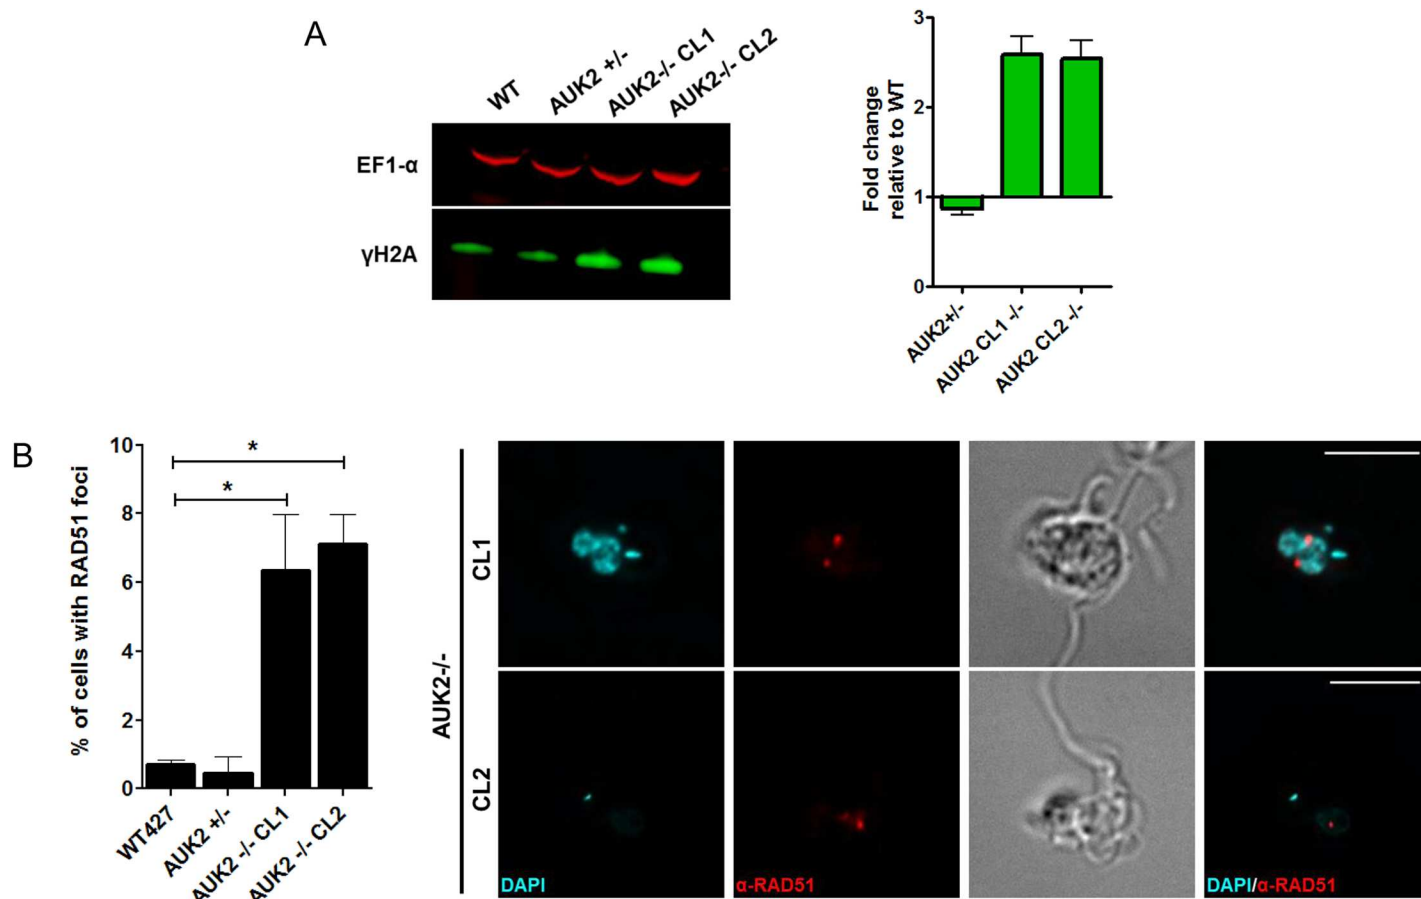 A
WT
AUK2 +/-
AUK2-/- CL1
AUK2-/- CL2
EF1-α
γH2A
Fold change
relative to WT
3
2
1
0
AUK2+/-
AUK2 CL1 -/-
AUK2 CL2 -/-
B
% of cells with RAD51 foci
10
8
6
4
2
0
*
*
WT427
AUK2 +/-
AUK2 -/- CL1
AUK2 -/- CL2
AUK2-/-
CL1
CL2
DAPI
α-RAD51
DAPI/α-RAD51